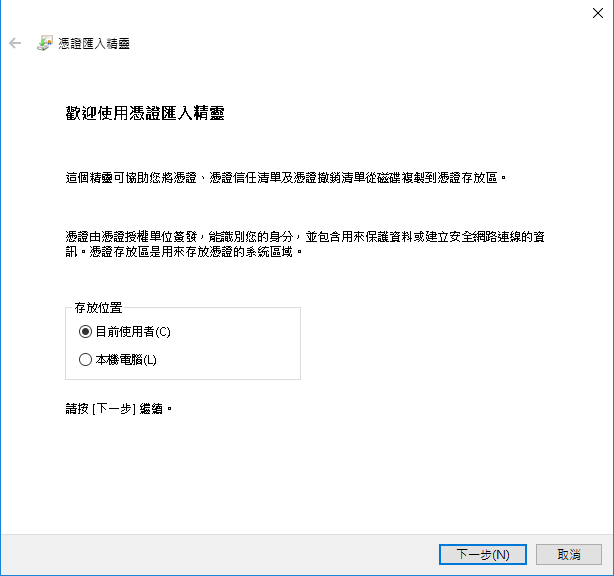 憑證匯入精靈
歡迎使用憑證匯入精靈
這個精靈可協助您將憑證、憑證信任清單及憑證撤銷清單從磁碟複製到憑證存放區。
憑證由憑證授權單位簽發，能識別您的身分，並包含用來保護資料或建立安全網路連線的資
訊。憑證存放區是用來存放憑證的系統區域。
存放位置
目前使用者(C)
本機電腦(L)
請按 [下一步] 繼續。
下一步(N)
取消